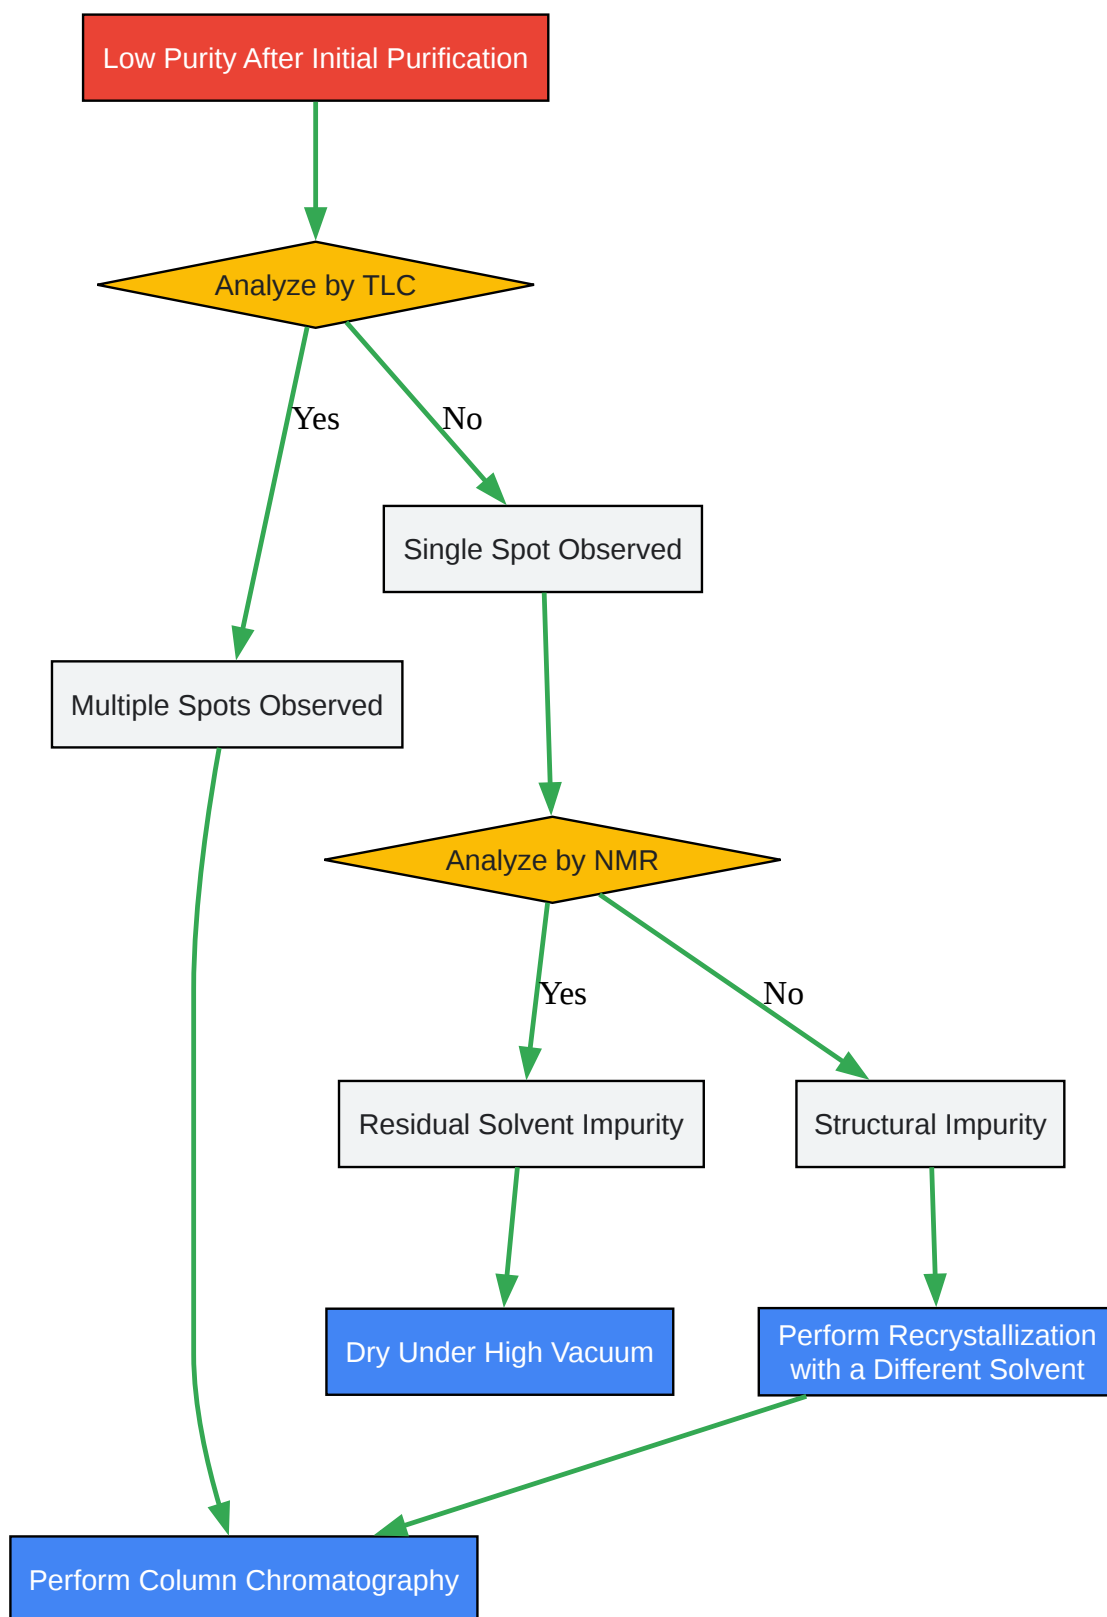 Low Purity After Initial Purification
Analyze by TLC
Yes
No
Single Spot Observed
Multiple Spots Observed
Analyze by NMR
Yes
No
Residual Solvent Impurity
Structural Impurity
Dry Under High Vacuum
Perform Recrystallization
with a Different Solvent
Perform Column Chromatography